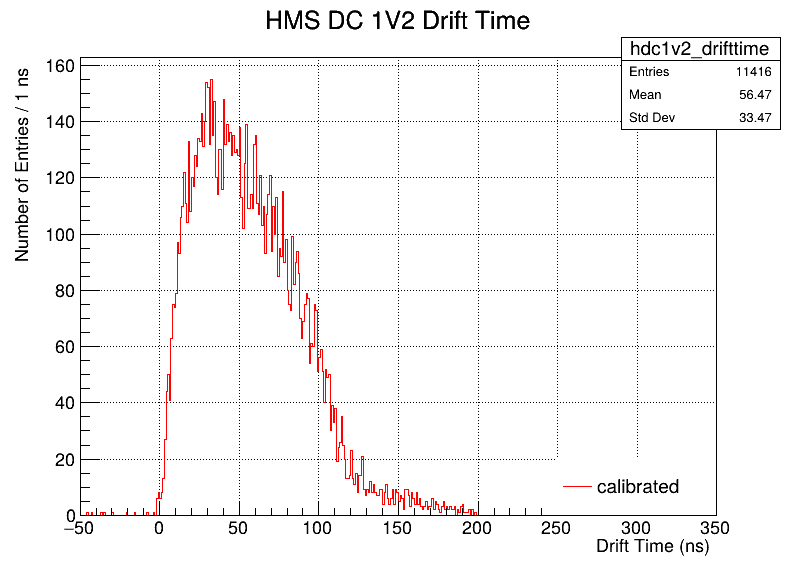 HMS DC 1V2 Drift Time
hdc1v2_drifttime
Entries 11416
Mean 56.47
Std Dev 33.47
Number of Entries / 1 ns
160
140
120
100
80
60
40
20
0
−50 0 50 100 150 200 250 300 350
Drift Time (ns)
calibrated